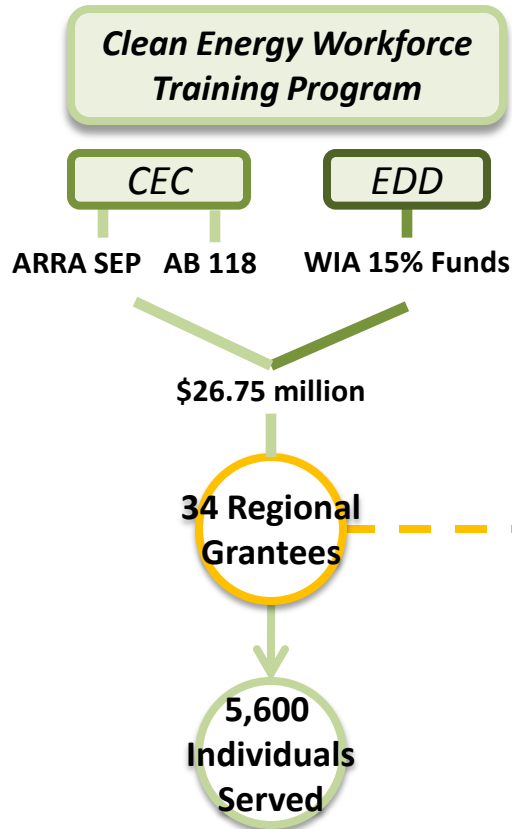 Clean Energy Workforce
Training Program
CEC EDD
ARRA SEP AB 118 WIA 15% Funds
$26.75 million
34 Regional
Grantees
5,600
Individuals
Served